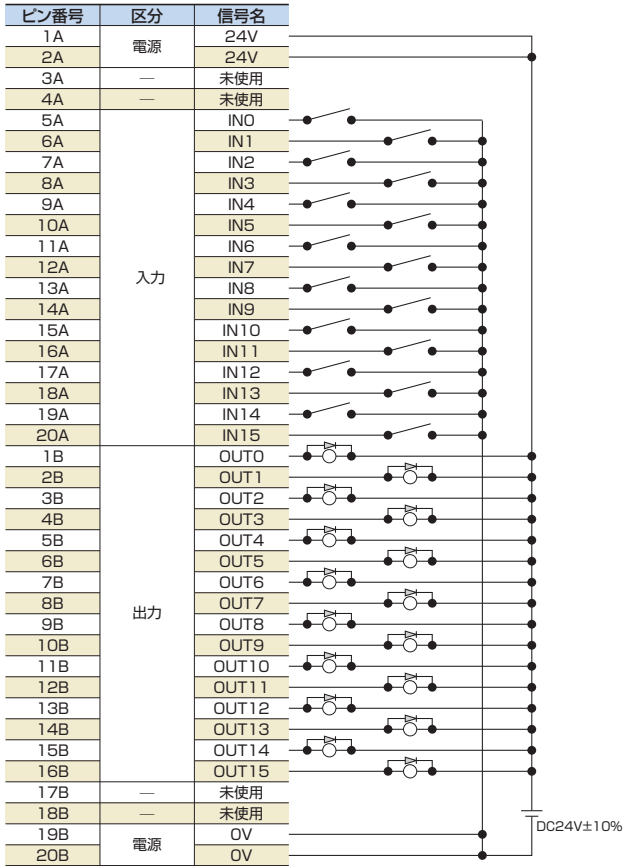 ピン番号 区分 信号名
1A 電源 24V
2A 24V
3A — 未使用
4A — 未使用
5A 入力 IN0
6A IN1
7A IN2
8A IN3
9A IN4
10A IN5
11A IN6
12A IN7
13A IN8
14A IN9
15A IN10
16A IN11
17A IN12
18A IN13
19A IN14
20A IN15
1B 出力 OUT0
2B OUT1
3B OUT2
4B OUT3
5B OUT4
6B OUT5
7B OUT6
8B OUT7
9B OUT8
10B OUT9
11B OUT10
12B OUT11
13B OUT12
14B OUT13
15B OUT14
16B OUT15
17B — 未使用
18B — 未使用
19B 電源 0V
20B 0V
DC24V±10%